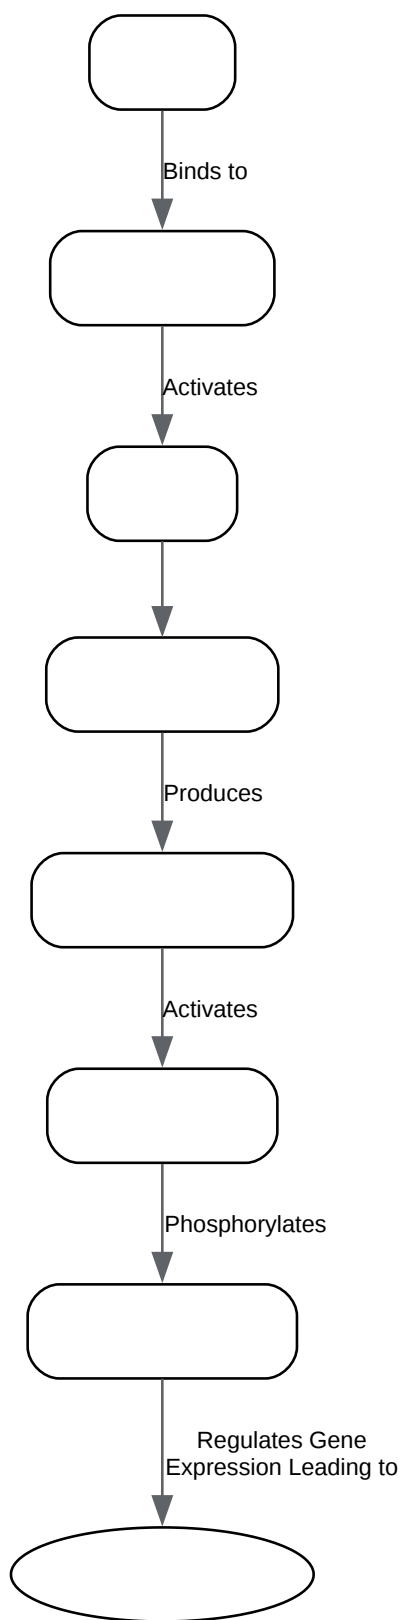 Binds to
Activates
Produces
Activates
Phosphorylates
Regulates Gene
Expression Leading to